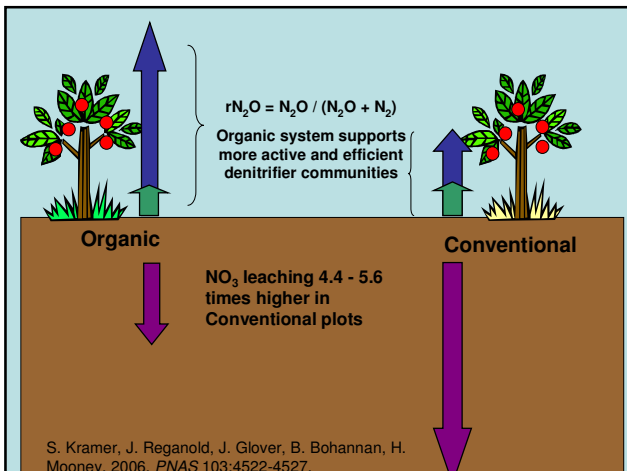 rN₂O = N₂O / (N₂O + N₂)
Organic system supports
more active and efficient
denitrifier communities
Organic
Conventional
NO₃ leaching 4.4 - 5.6
times higher in
Conventional plots
S. Kramer, J. Reganold, J. Glover, B. Bohannan, H.
Mooney. 2006. PNAS 103:4522-4527.